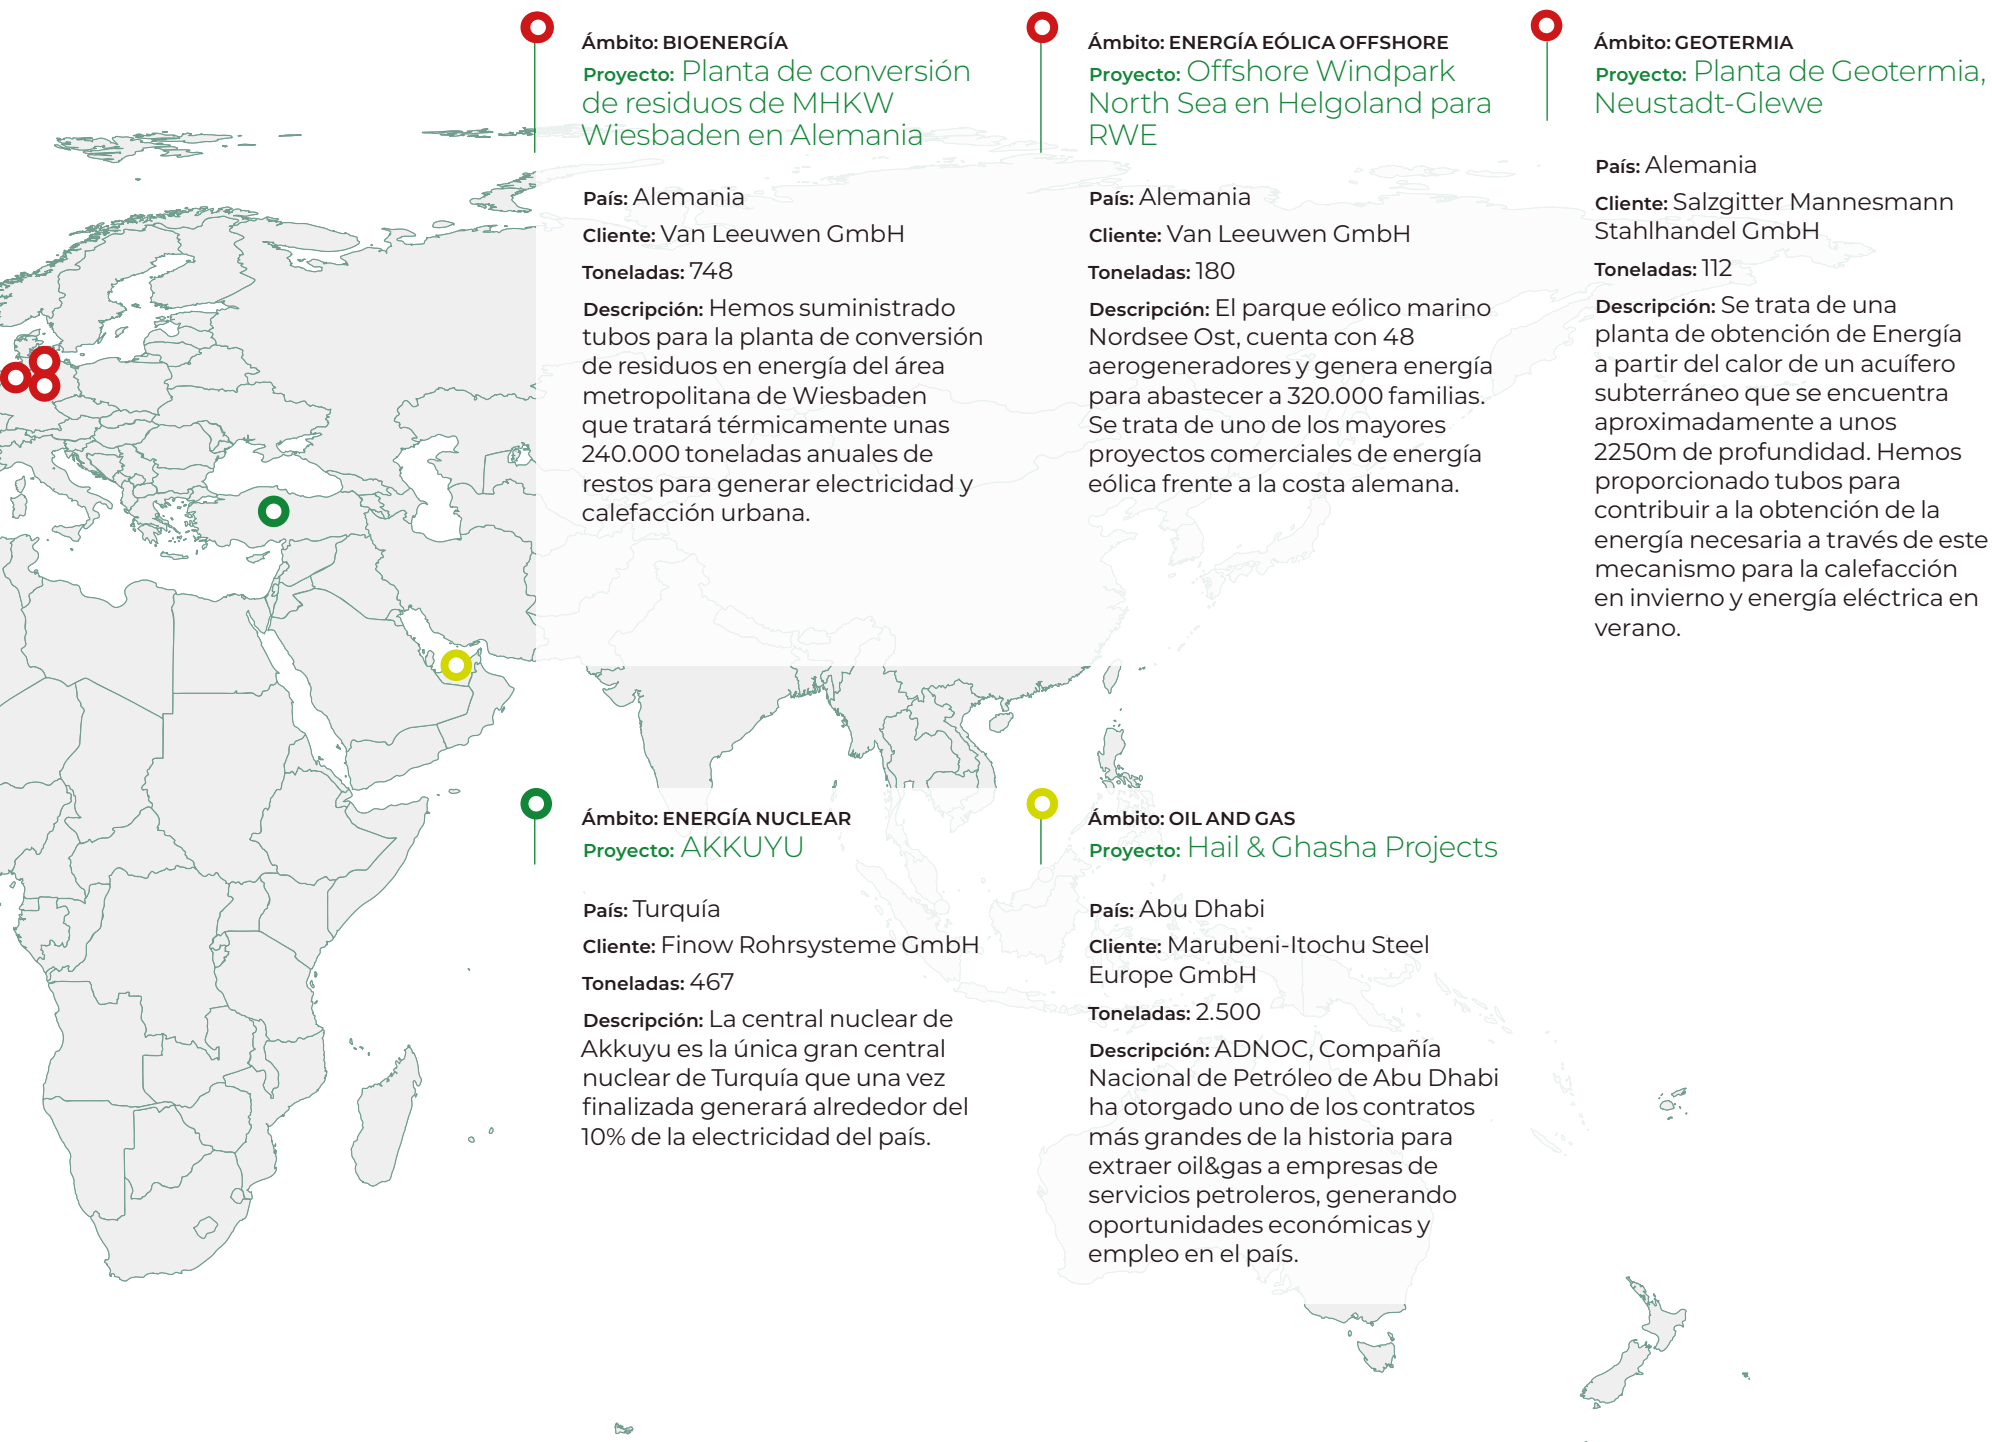 Ámbito: BIOENERGÍA
Proyecto: Planta de conversión
de residuos de MHKW
Wiesbaden en Alemania
País: Alemania
Cliente: Van Leeuwen GmbH
Toneladas: 748
Descripción: Hemos suministrado
tubos para la planta de conversión
de residuos en energía del área
metropolitana de Wiesbaden
que tratará térmicamente unas
240.000 toneladas anuales de
restos para generar electricidad y
calefacción urbana.
Ámbito: ENERGÍA EÓLICA OFFSHORE
Proyecto: Offshore Windpark
North Sea en Helgoland para
RWE
País: Alemania
Cliente: Van Leeuwen GmbH
Toneladas: 180
Descripción: El parque eólico marino
Nordsee Ost, cuenta con 48
aerogeneradores y genera energía
para abastecer a 320.000 familias.
Se trata de uno de los mayores
proyectos comerciales de energía
eólica frente a la costa alemana.
Ámbito: GEOTERMIA
Proyecto: Planta de Geotermia,
Neustadt-Glewe
País: Alemania
Cliente: Salzgitter Mannesmann
Stahlhandel GmbH
Toneladas: 112
Descripción: Se trata de una
planta de obtención de Energía
a partir del calor de un acuífero
subterráneo que se encuentra
aproximadamente a unos
2250m de profundidad. Hemos
proporcionado tubos para
contribuir a la obtención de la
energía necesaria a través de este
mecanismo para la calefacción
en invierno y energía eléctrica en
verano.
Ámbito: ENERGÍA NUCLEAR
Proyecto: AKKUYU
País: Turquía
Cliente: Finow Rohrsysteme GmbH
Toneladas: 467
Descripción: La central nuclear de
Akkuyu es la única gran central
nuclear de Turquía que una vez
finalizada generará alrededor del
10% de la electricidad del país.
Ámbito: OIL AND GAS
Proyecto: Hail & Ghasha Projects
País: Abu Dhabi
Cliente: Marubeni-Itochu Steel
Europe GmbH
Toneladas: 2.500
Descripción: ADNOC, Compañía
Nacional de Petróleo de Abu Dhabi
ha otorgado uno de los contratos
más grandes de la historia para
extraer oil&gas a empresas de
servicios petroleros, generando
oportunidades económicas y
empleo en el país.